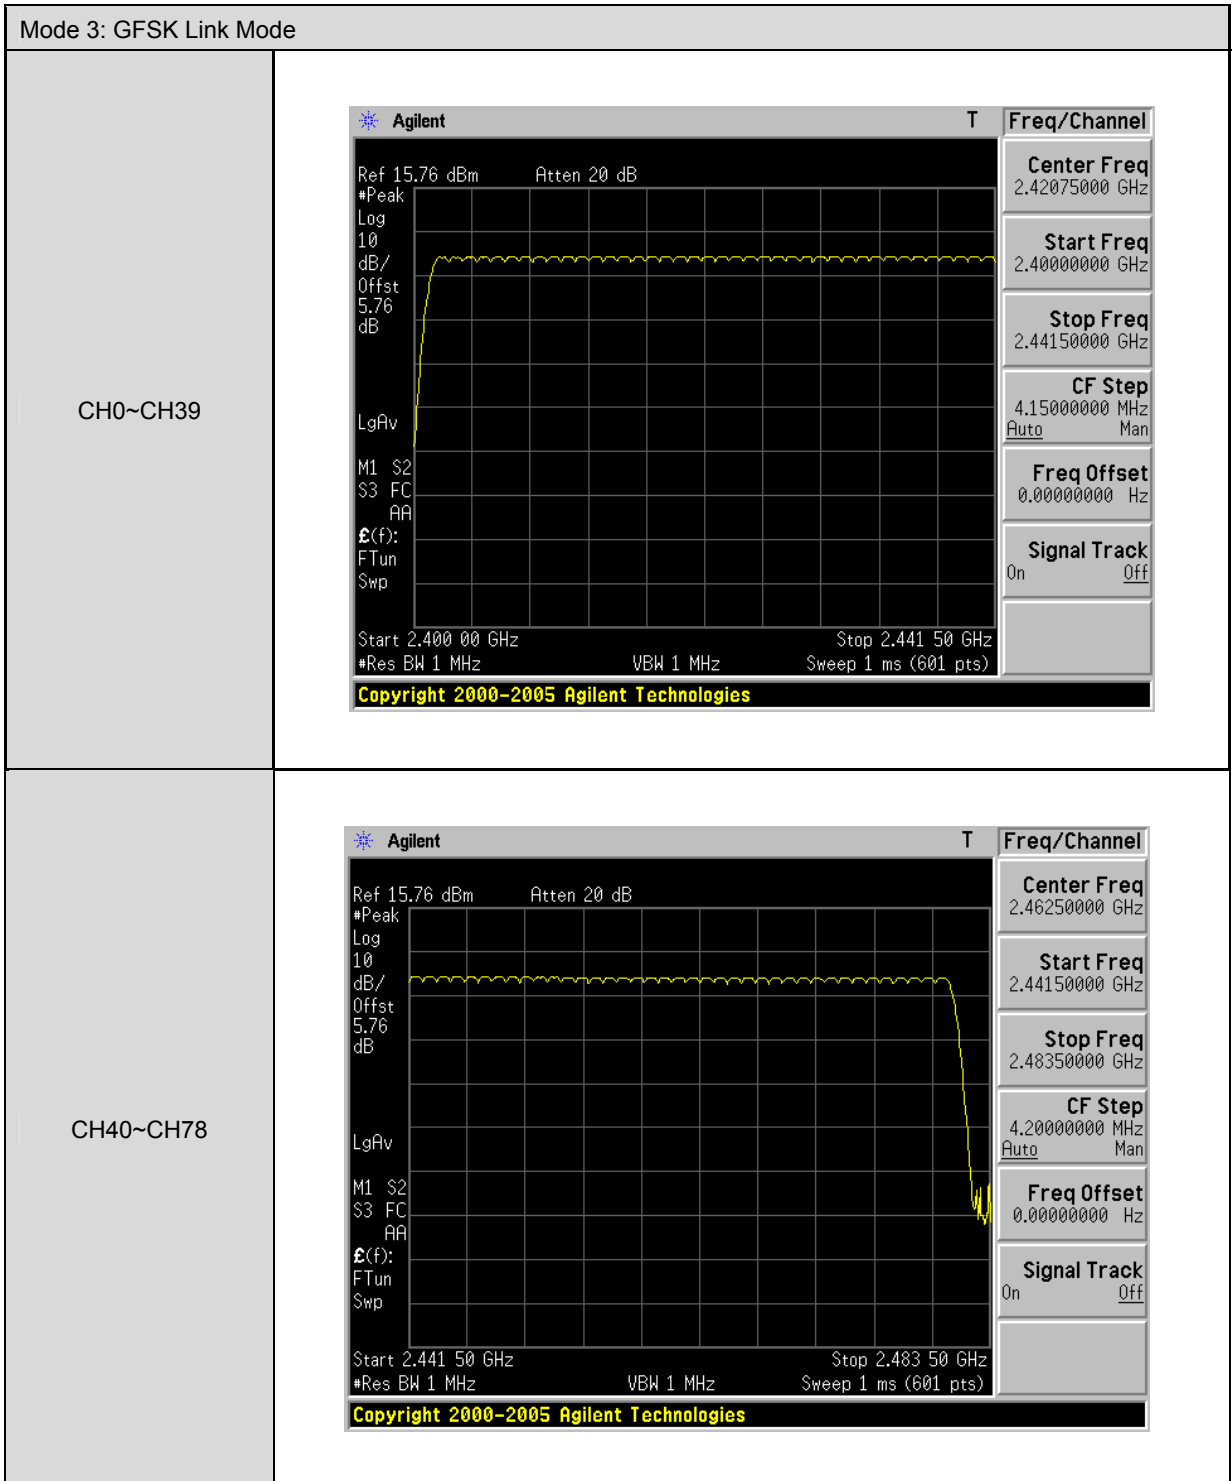 Mode 3: GFSK Link Mode
CH0~CH39
Agilent T Freq/Channel
Ref 15.76 dBm Atten 20 dB
#Peak
Log
10
dB/
Offst
5.76
dB
LgAv
M1 S2
S3 FC
AA
£(f):
FTun
Swp
Start 2.400 00 GHz Stop 2.441 50 GHz
#Res BW 1 MHz VBW 1 MHz Sweep 1 ms (601 pts)
Copyright 2000-2005 Agilent Technologies
Center Freq
2.42075000 GHz
Start Freq
2.40000000 GHz
Stop Freq
2.44150000 GHz
CF Step
4.15000000 MHz
Auto Man
Freq Offset
0.00000000 Hz
Signal Track
On Off
CH40~CH78
Agilent T Freq/Channel
Ref 15.76 dBm Atten 20 dB
#Peak
Log
10
dB/
Offst
5.76
dB
LgAv
M1 S2
S3 FC
AA
£(f):
FTun
Swp
Start 2.441 50 GHz Stop 2.483 50 GHz
#Res BW 1 MHz VBW 1 MHz Sweep 1 ms (601 pts)
Copyright 2000-2005 Agilent Technologies
Center Freq
2.46250000 GHz
Start Freq
2.44150000 GHz
Stop Freq
2.48350000 GHz
CF Step
4.20000000 MHz
Auto Man
Freq Offset
0.00000000 Hz
Signal Track
On Off